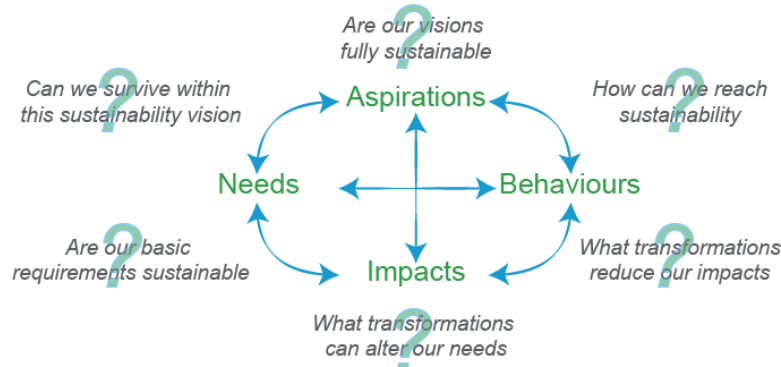 Are our visions
fully sustainable
?
Can we survive within
this sustainability vision
?
Aspirations
How can we reach
sustainability
?
Needs
Behaviours
Are our basic
requirements sustainable
?
Impacts
What transformations
reduce our impacts
?
What transformations
can alter our needs
?